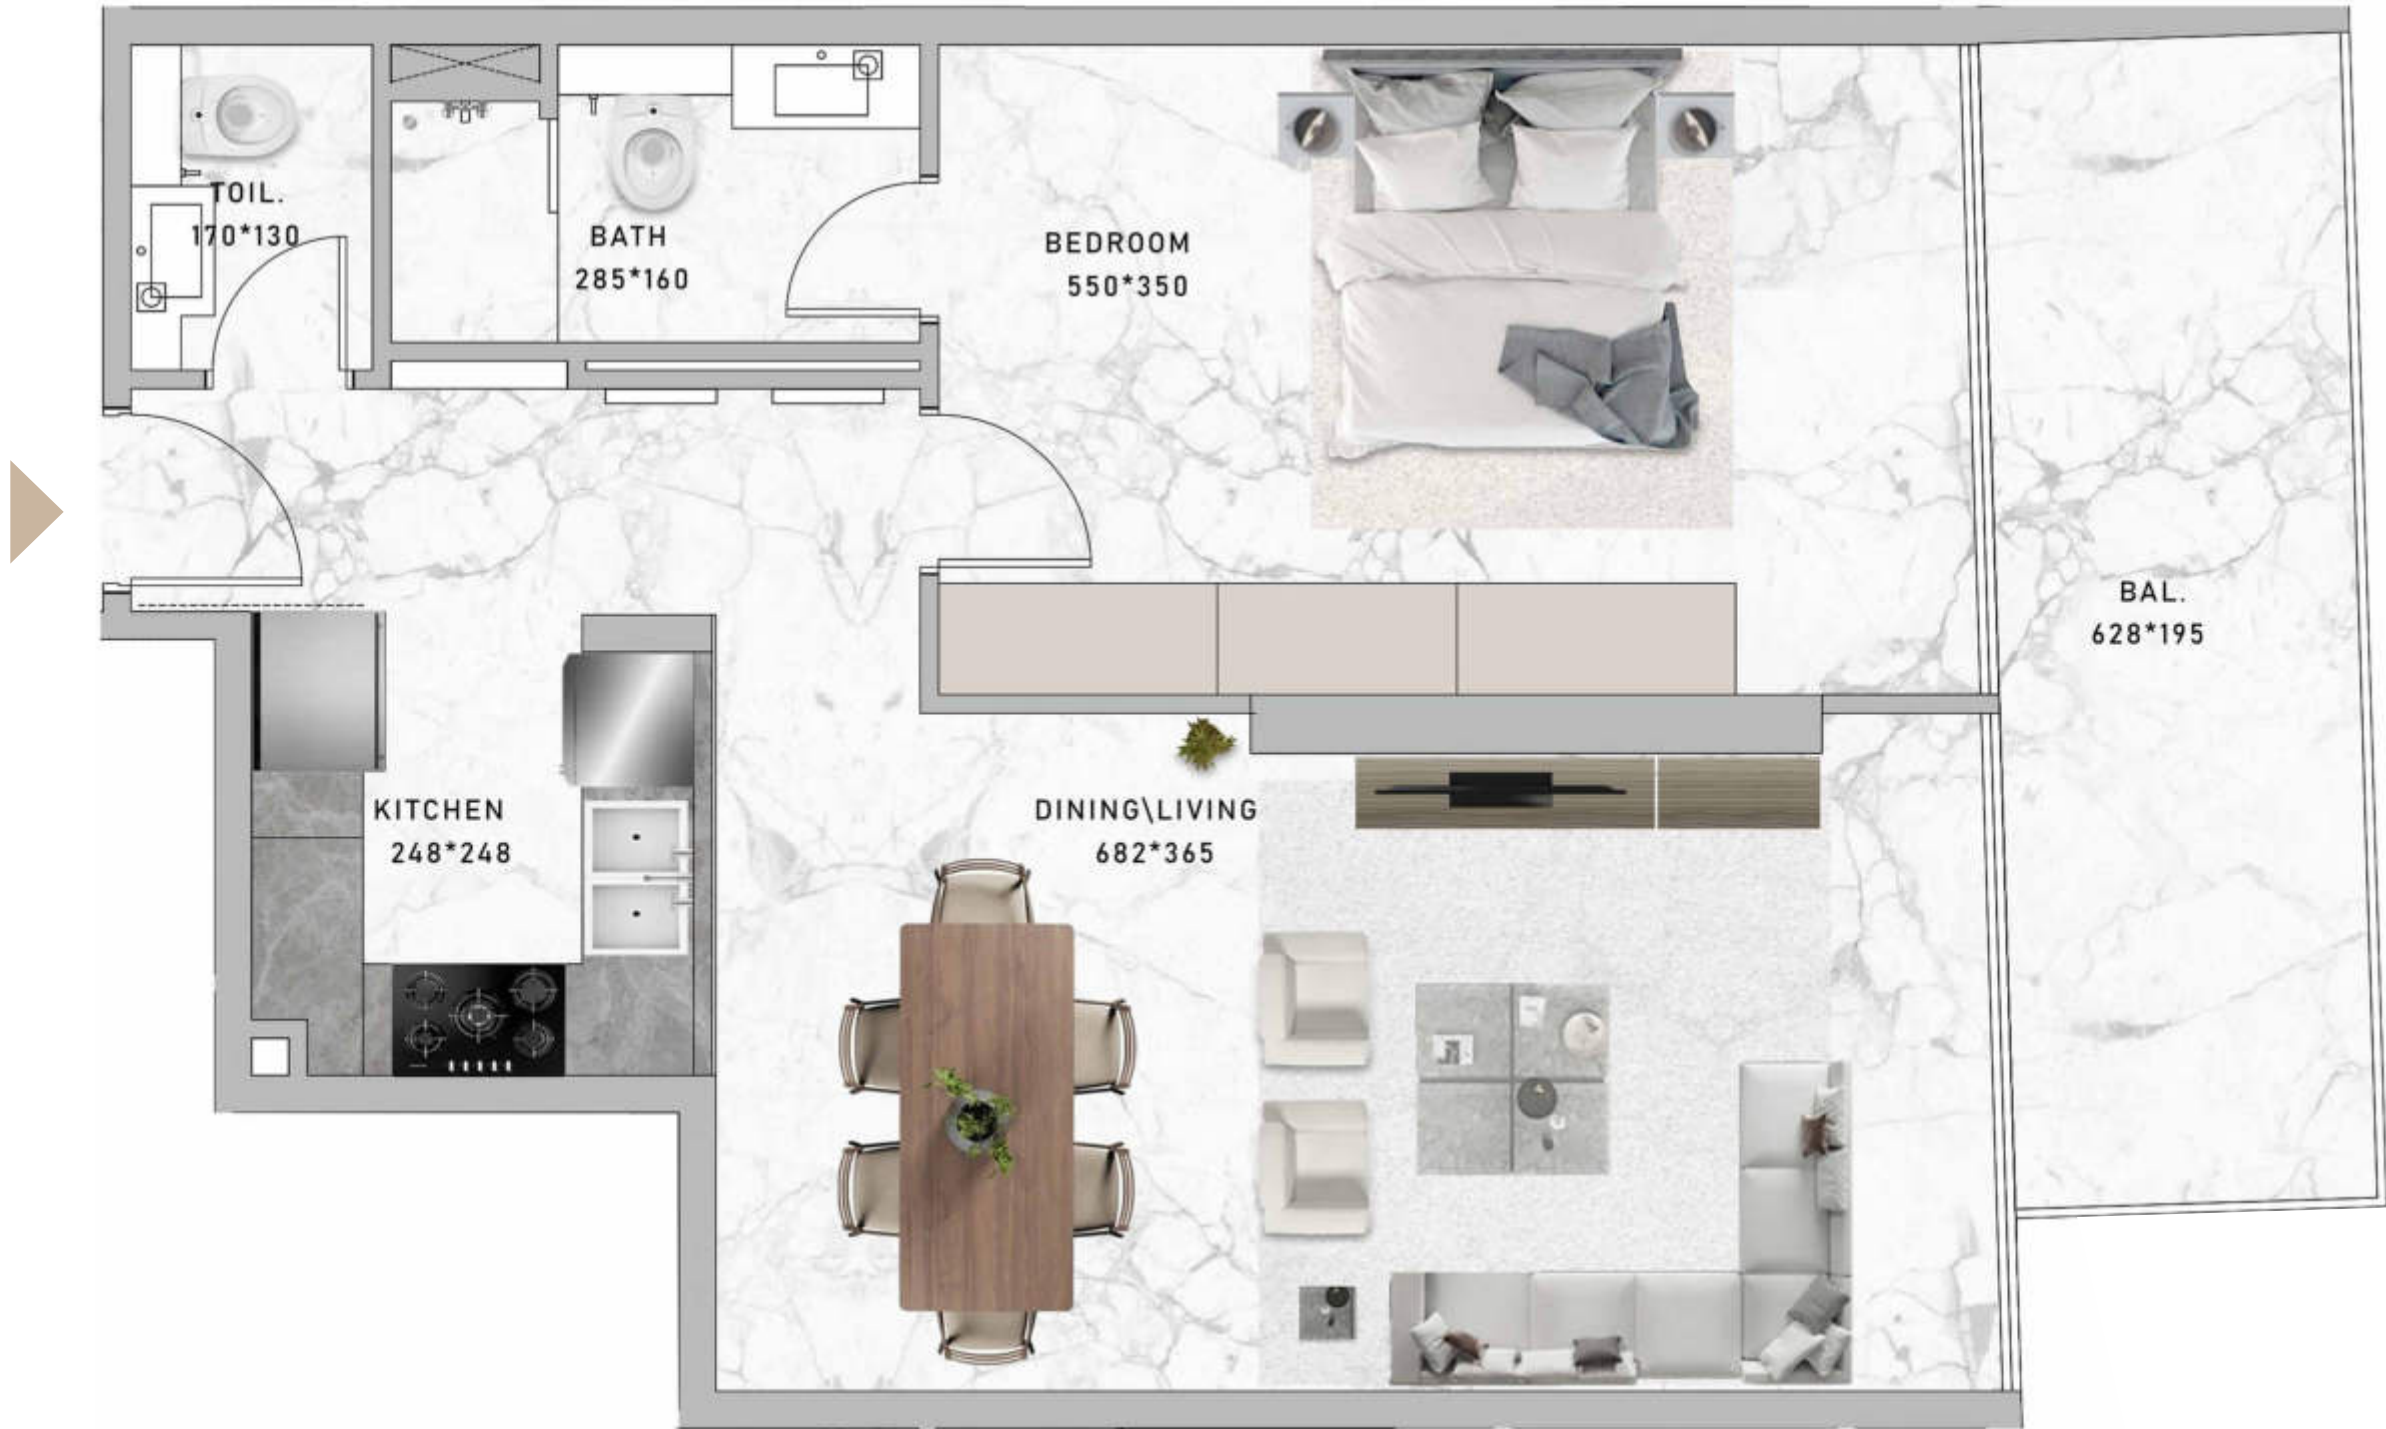 TOIL.
170*130
BATH
285*160
BEDROOM
550*350
BAL.
628*195
KITCHEN
248*248
DINING\LIVING
682*365